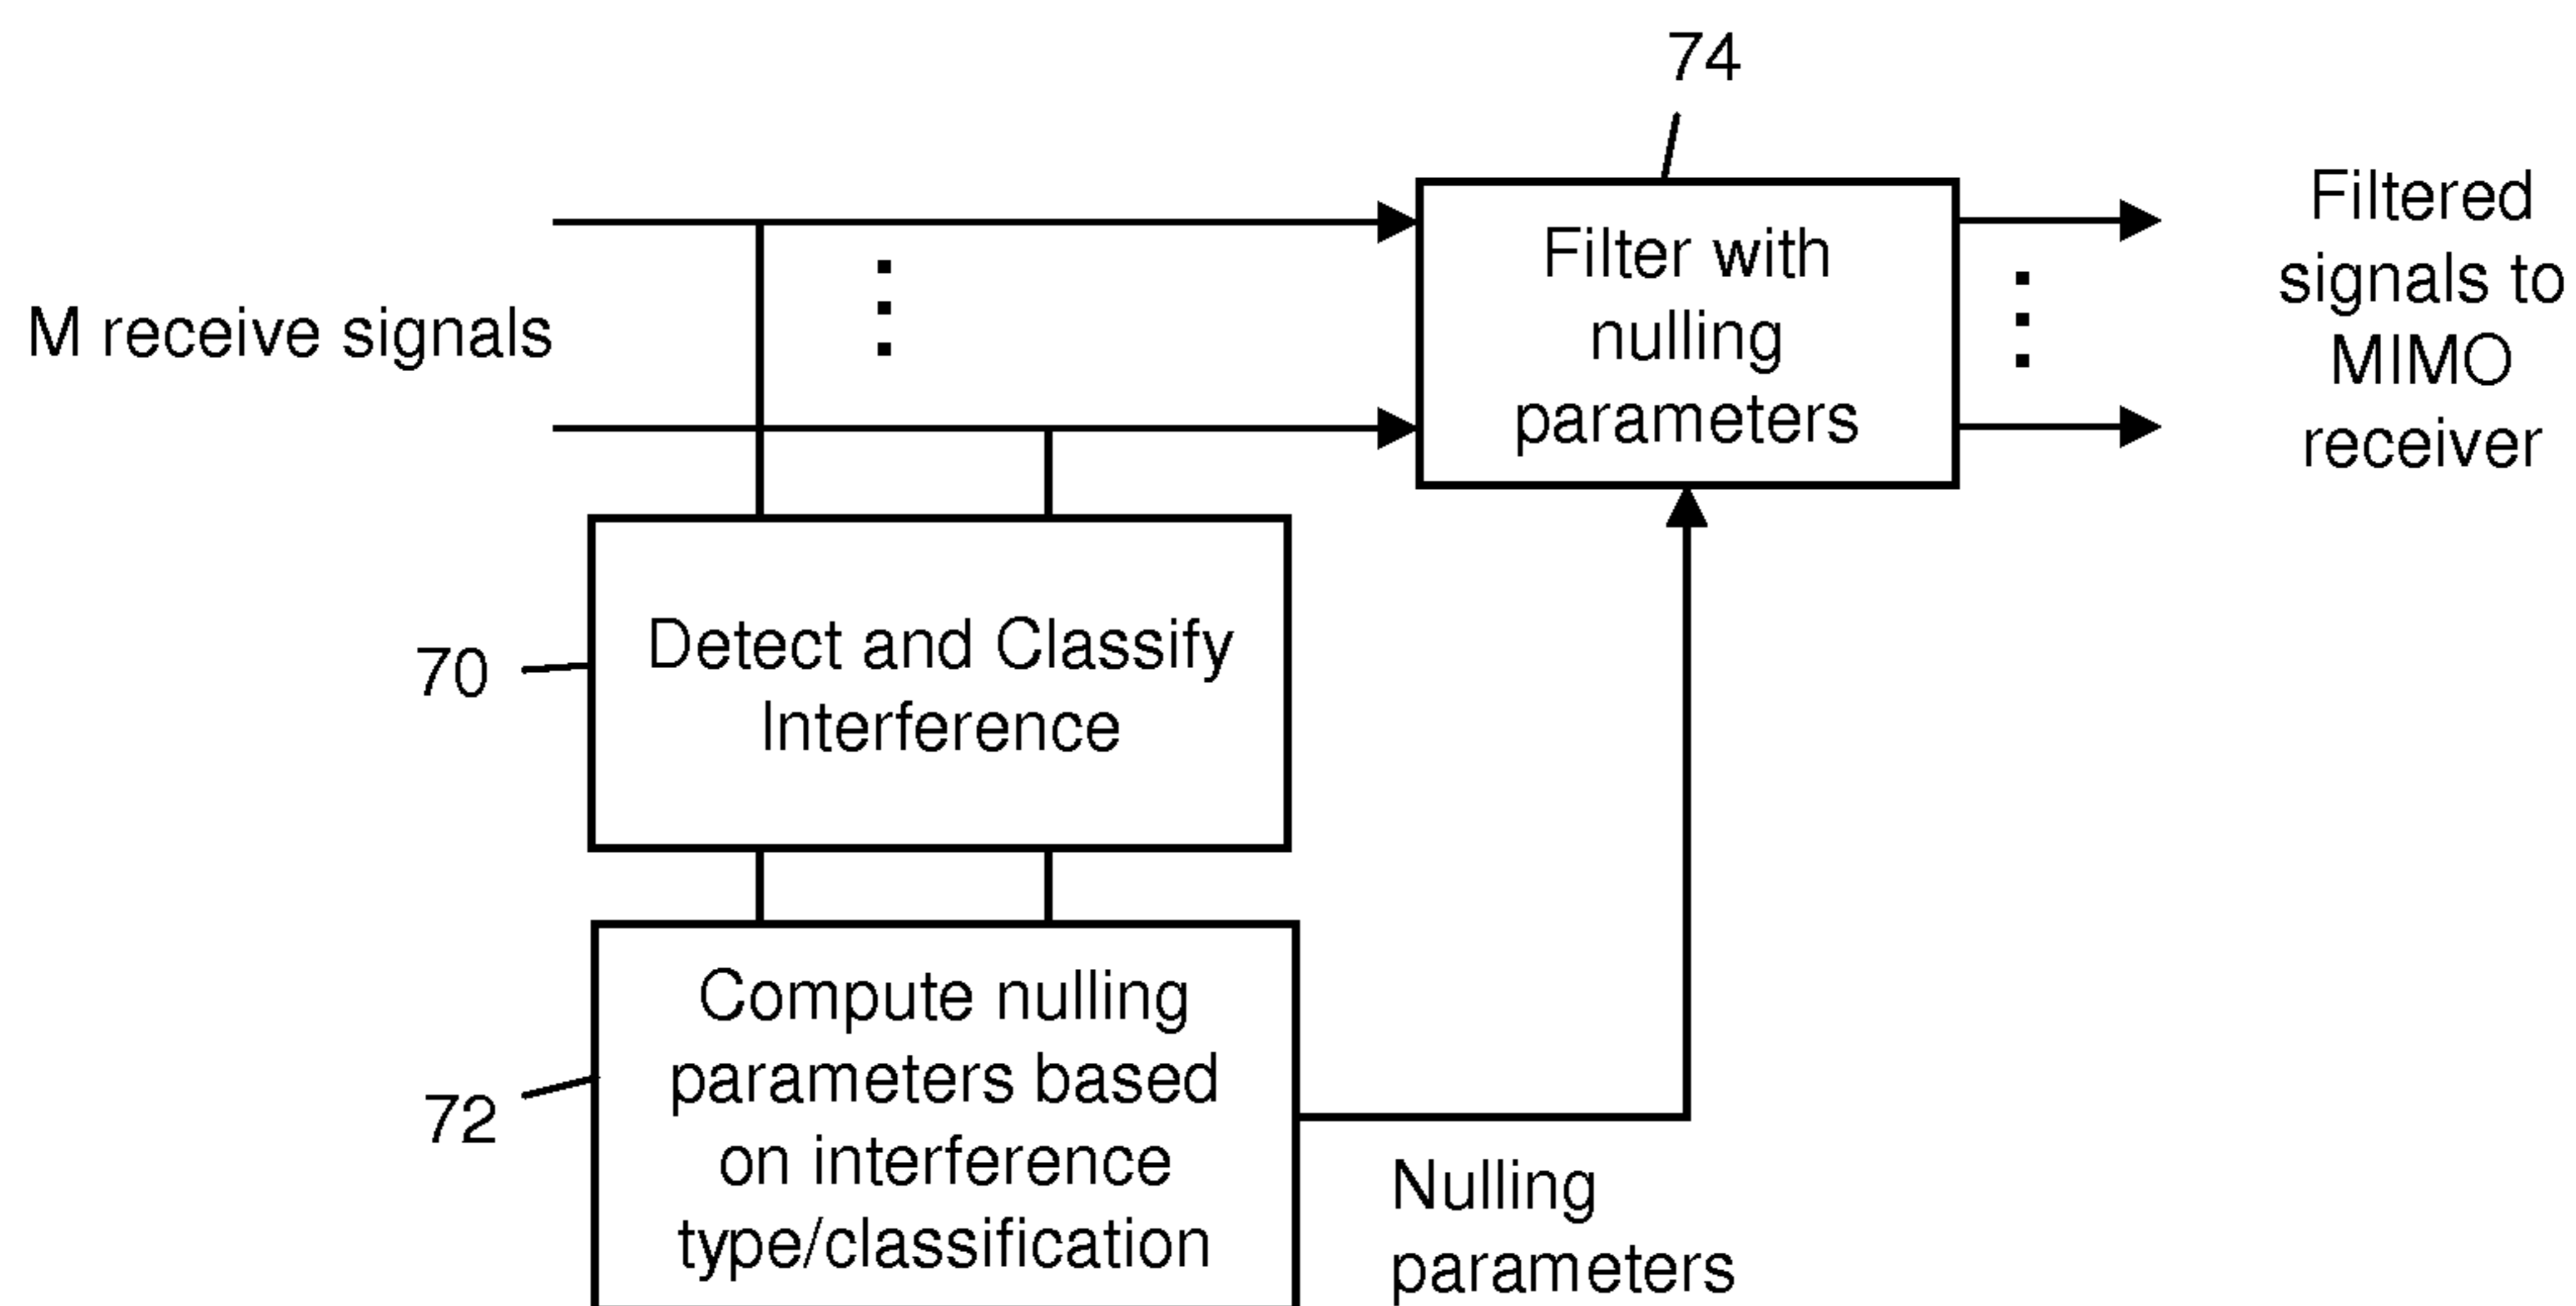 74
Filter with
nulling
parameters
Filtered
signals to
MIMO
receiver
M receive signals
70
Detect and Classify
Interference
72
Compute nulling
parameters based
on interference
type/classification
Nulling
parameters